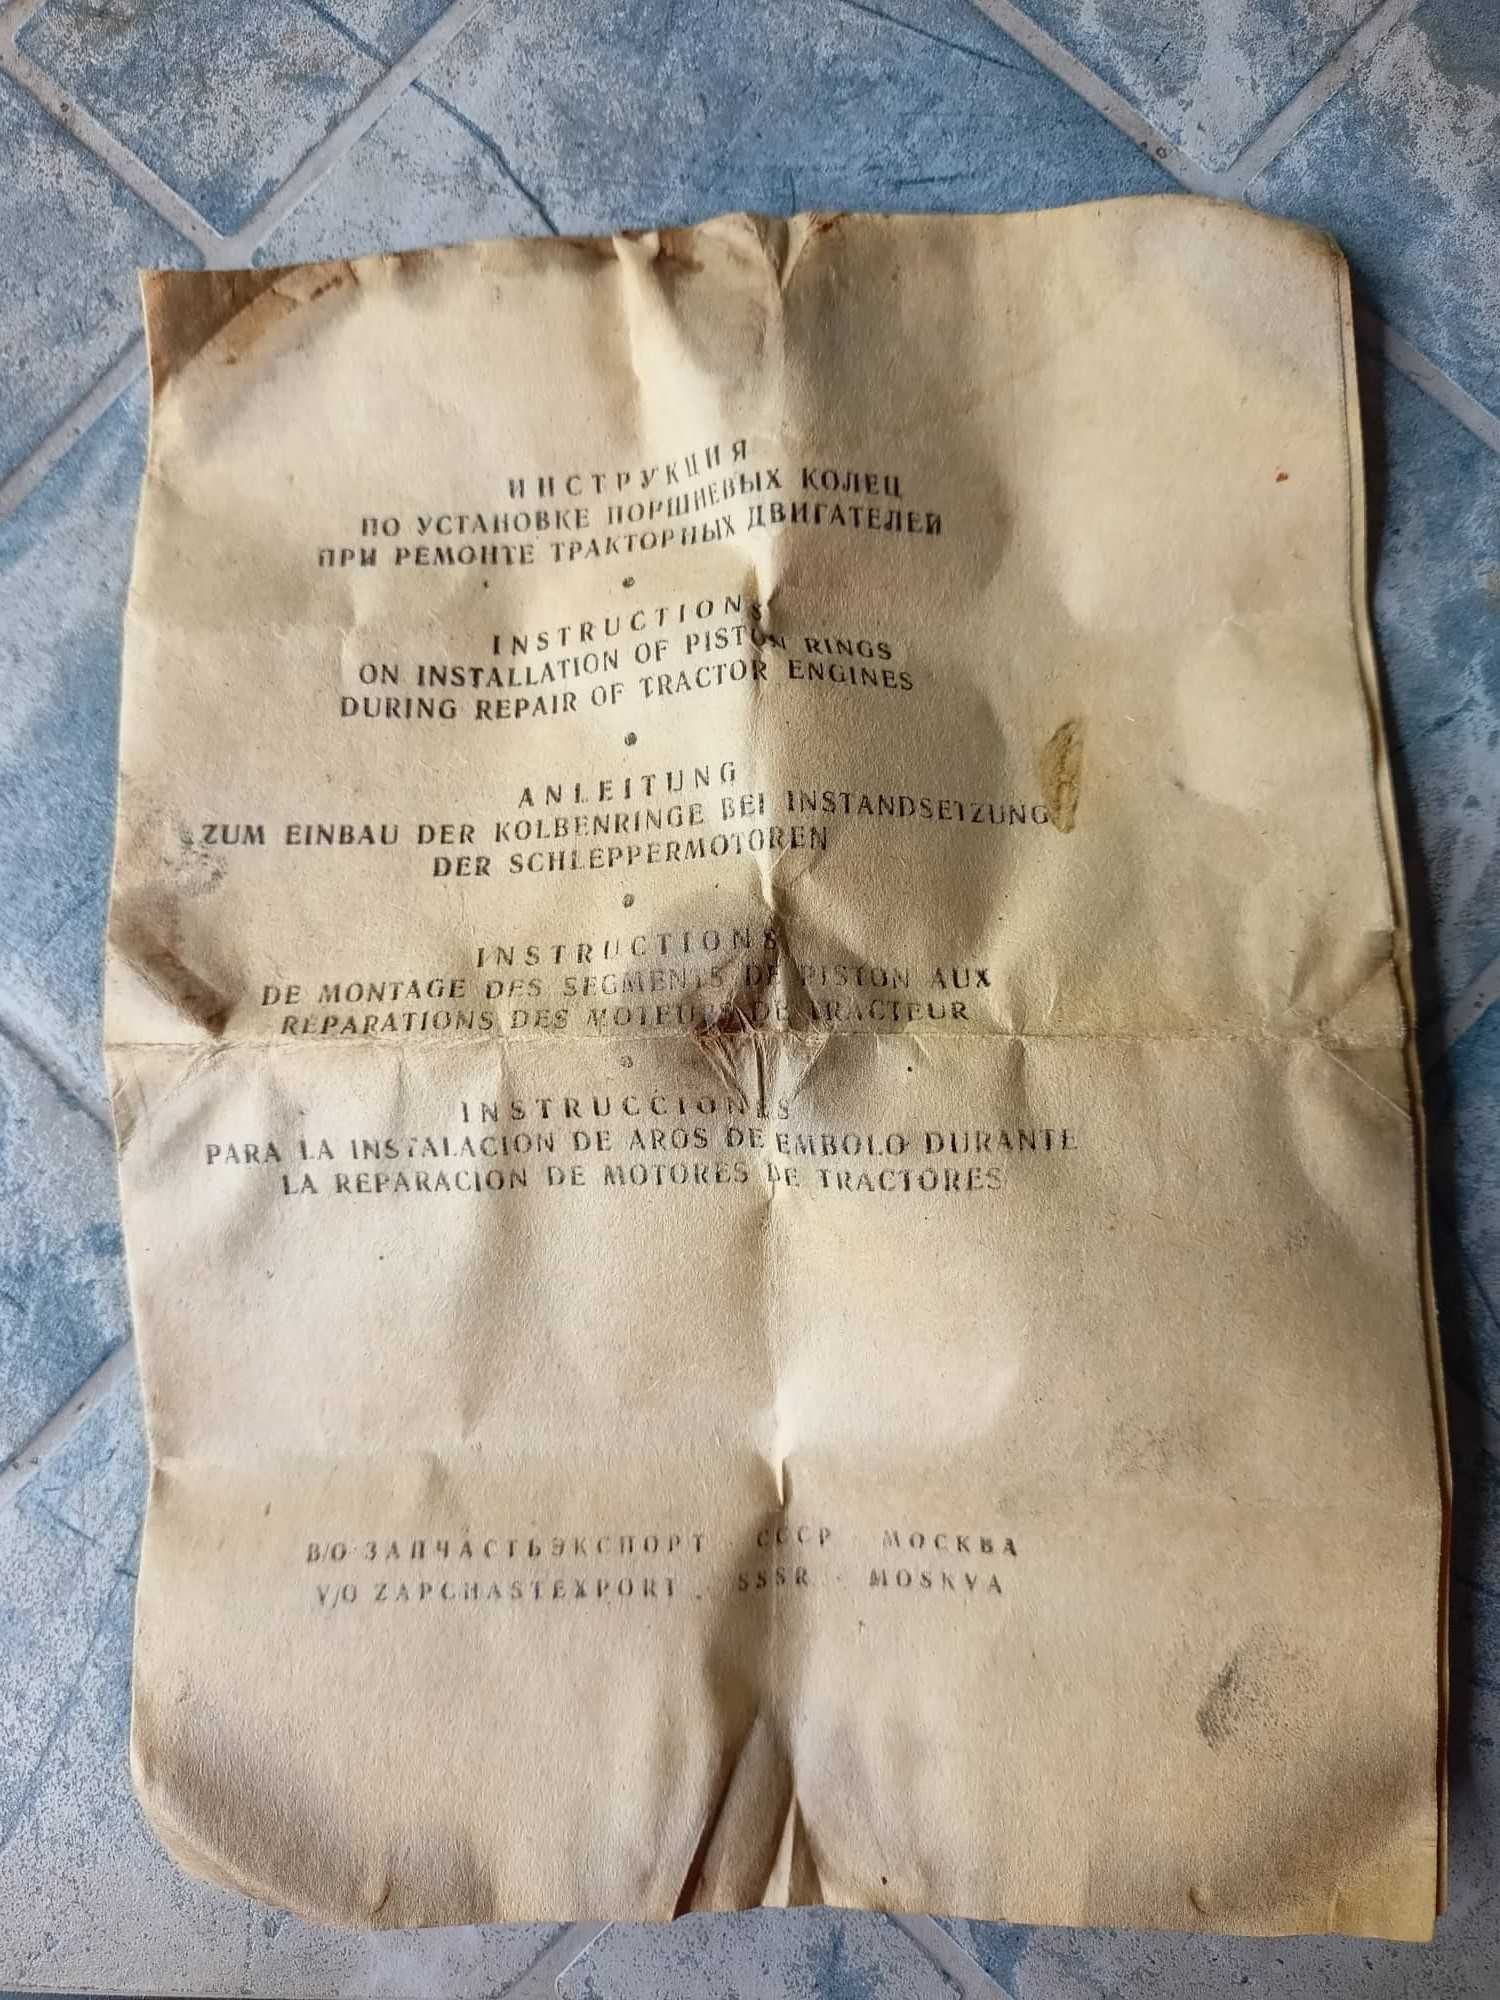 ИНСТРУКЦИЯ
ПО УСТАНОВКЕ ПОРШНЕВЫХ КОЛЕЦ
ПРИ РЕМОНТЕ ТРАКТОРНЫХ ДВИГАТЕЛЕЙ
INSTRUCTIONS
ON INSTALLATION OF PISTON RINGS
DURING REPAIR OF TRACTOR ENGINES
ANLEITUNG
ZUM EINBAU DER KOLBENRINGE BEI INSTANDSETZUNG
DER SCHLEPPERMOTOREN
INSTRUCTIONS
DE MONTAGE DES SEGMENTS DE PISTON AUX
REPARATIONS DES MOTEURS DE TRACTEUR
INSTRUCCIONES
PARA LA INSTALACION DE AROS DE EMBOLO DURANTE
LA REPARACION DE MOTORES DE TRACTORES
В/О ЗАПЧАСТЬЭКСПОРТ · СССР · МОСКВА
V/O ZAPCHASTEXPORT · SSSR · MOSKVA